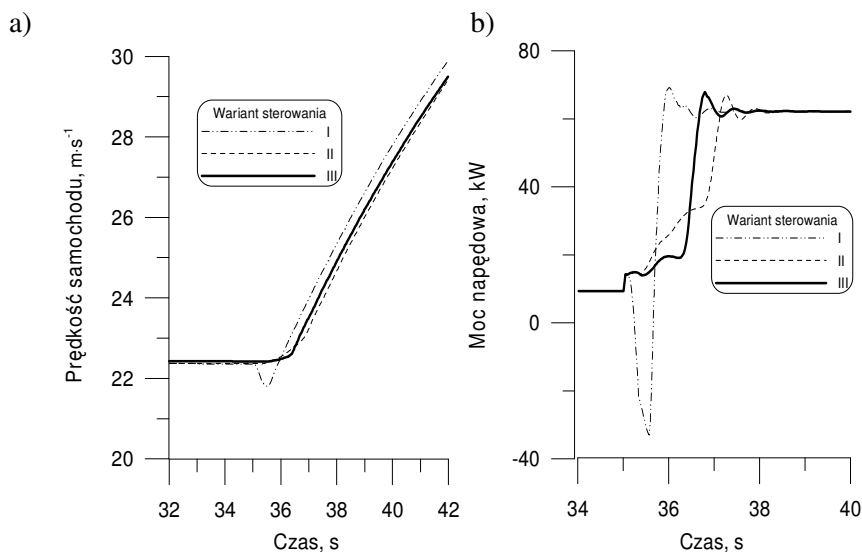 a)
Prędkość samochodu, m·s⁻¹
30
28
26
24
22
20
Wariant sterowania
I
II
III
32
34
36
38
40
42
Czas, s
b)
Moc napędowa, kW
80
40
0
-40
Wariant sterowania
I
II
III
34
36
38
40
Czas, s